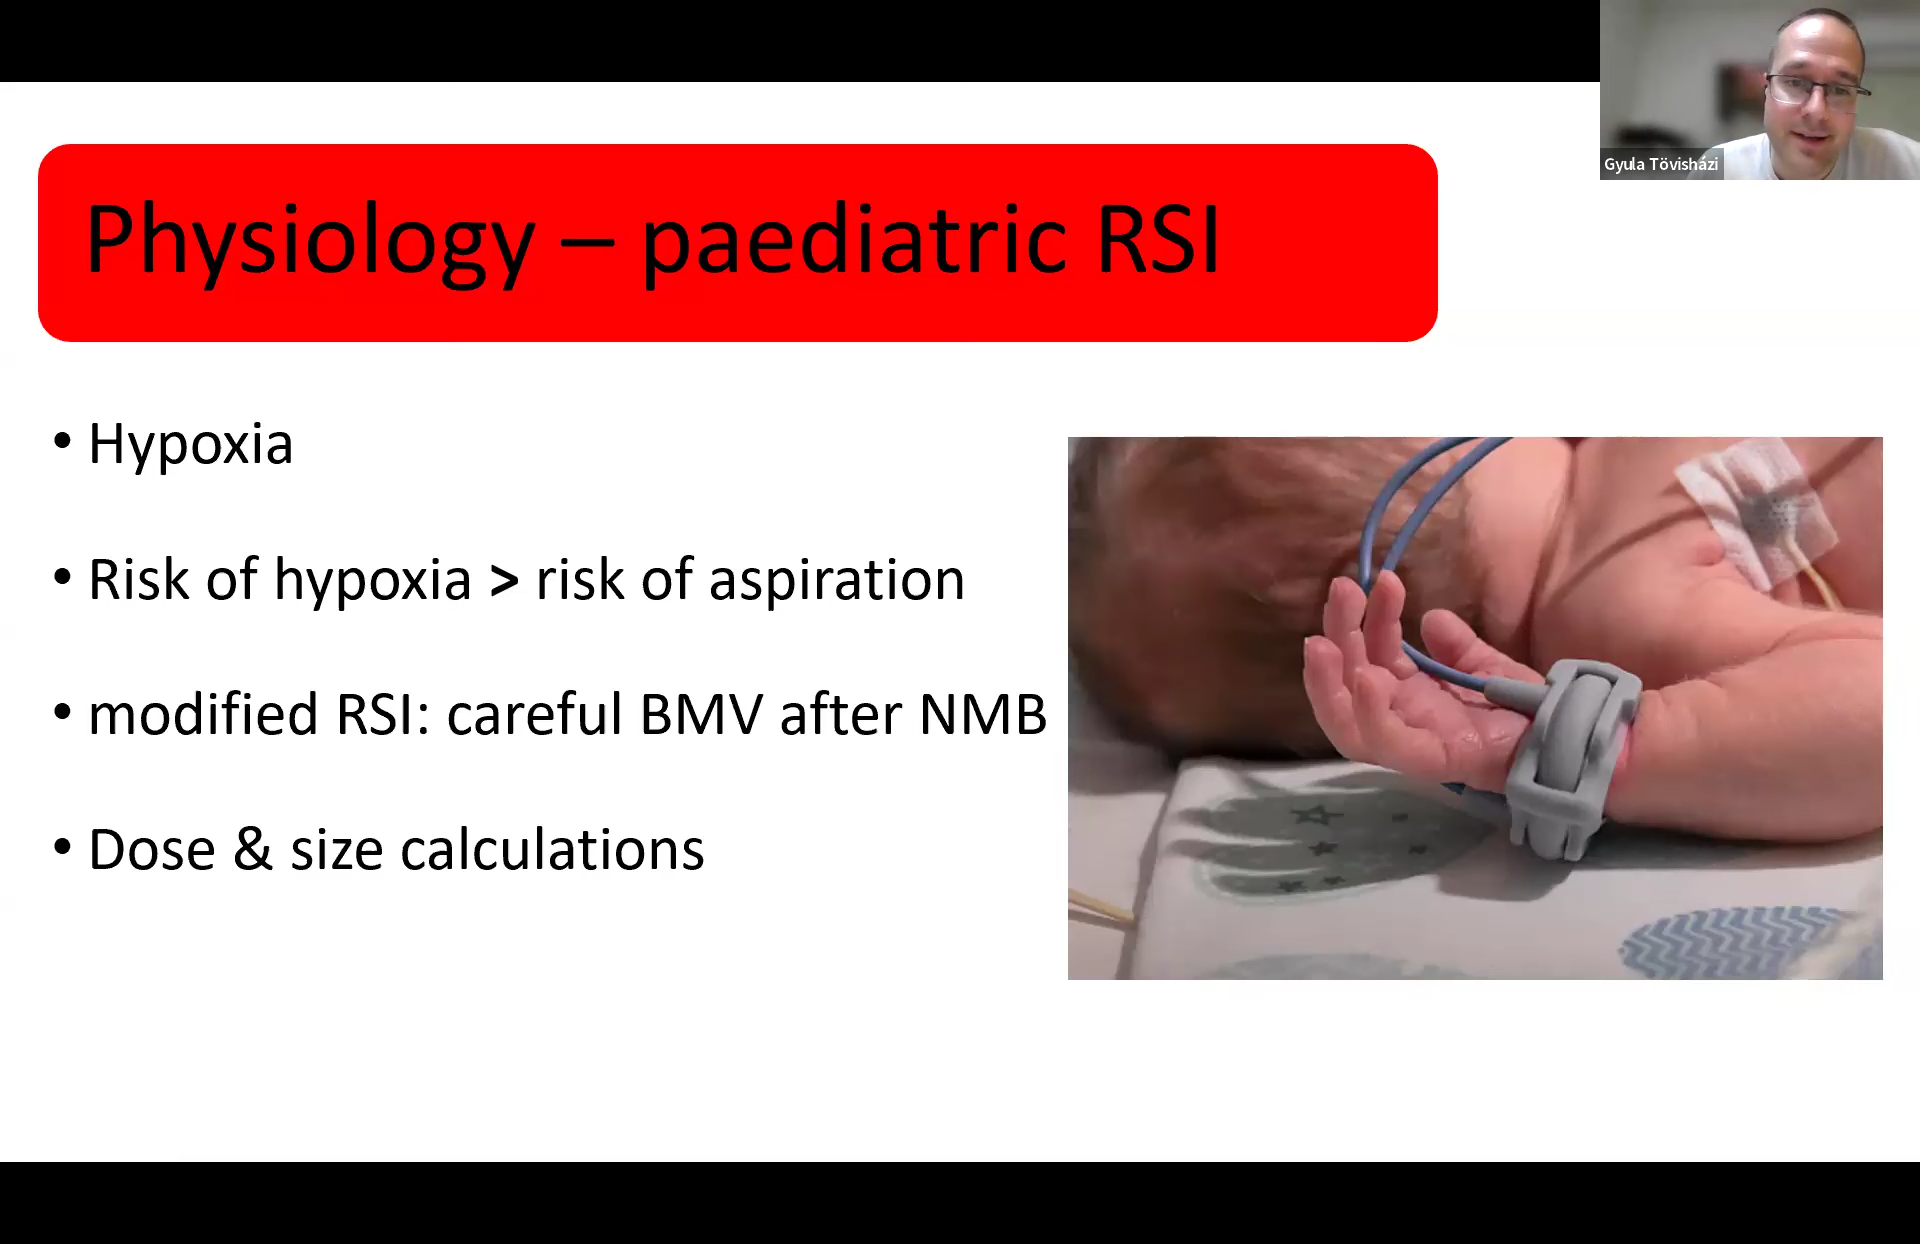 Gyula Tövisházi
Physiology – paediatric RSI
• Hypoxia
• Risk of hypoxia > risk of aspiration
• modified RSI: careful BMV after NMB
• Dose & size calculations